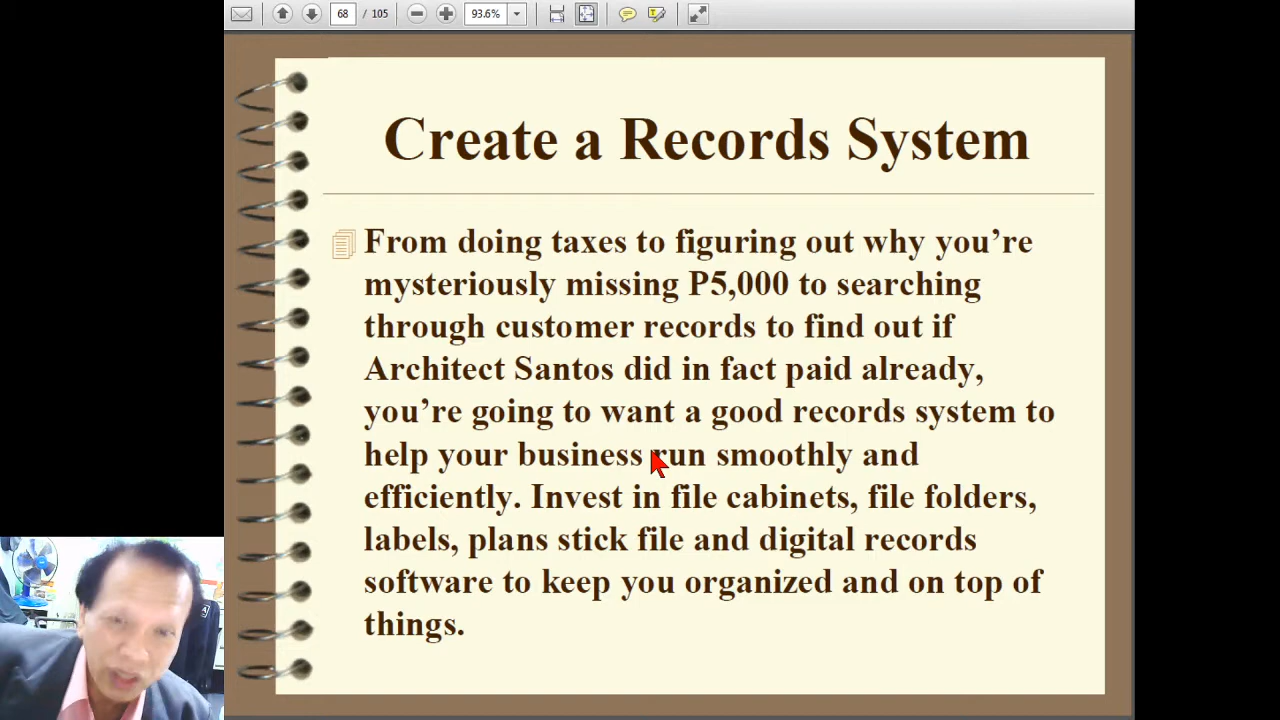 68 / 105 93.6%
Create a Records System
From doing taxes to figuring out why you’re
mysteriously missing P5,000 to searching
through customer records to find out if
Architect Santos did in fact paid already,
you’re going to want a good records system to
help your business run smoothly and
efficiently. Invest in file cabinets, file folders,
labels, plans stick file and digital records
software to keep you organized and on top of
things.